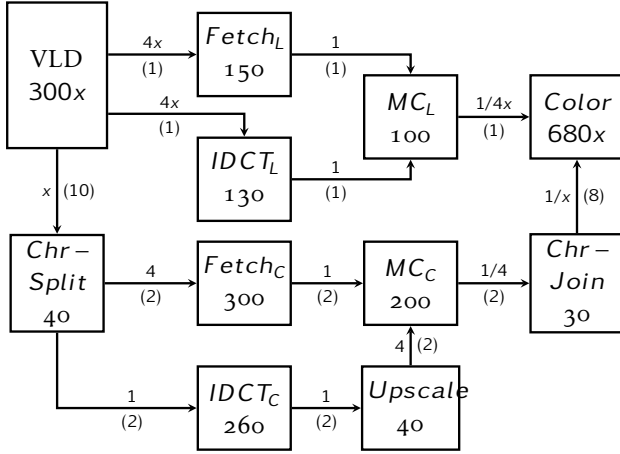 VLD
300x
4x
(1)
Fetch_L
150
1
(1)
4x
(1)
IDCT_L
130
1
(1)
MC_L
100
1/4x
(1)
Color
680x
x (10)
1/x (8)
Chr–
Split
40
4
(2)
Fetch_C
300
1
(2)
MC_C
200
1/4
(2)
Chr–
Join
30
4 (2)
1
(2)
IDCT_C
260
1
(2)
Upscale
40